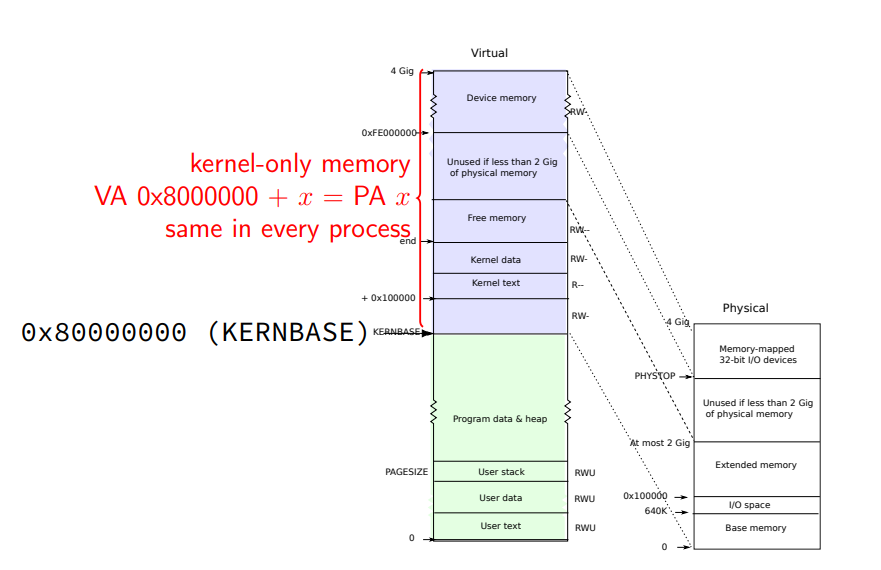 Virtual
4 Gig
Device memory
RW-
0xFE000000
kernel-only memory
VA 0x8000000 + x = PA x
same in every process
Unused if less than 2 Gig
of physical memory
Free memory
RW--
end
Kernel data
RW-
Kernel text
R--
+ 0x100000
RW-
0x80000000 (KERNBASE)
KERNBASE
Program data & heap
PAGESIZE
User stack
RWU
User data
RWU
User text
RWU
0
Physical
4 Gig
Memory-mapped
32-bit I/O devices
PHYSTOP
Unused if less than 2 Gig
of physical memory
At most 2 Gig
Extended memory
0x100000
I/O space
640K
Base memory
0